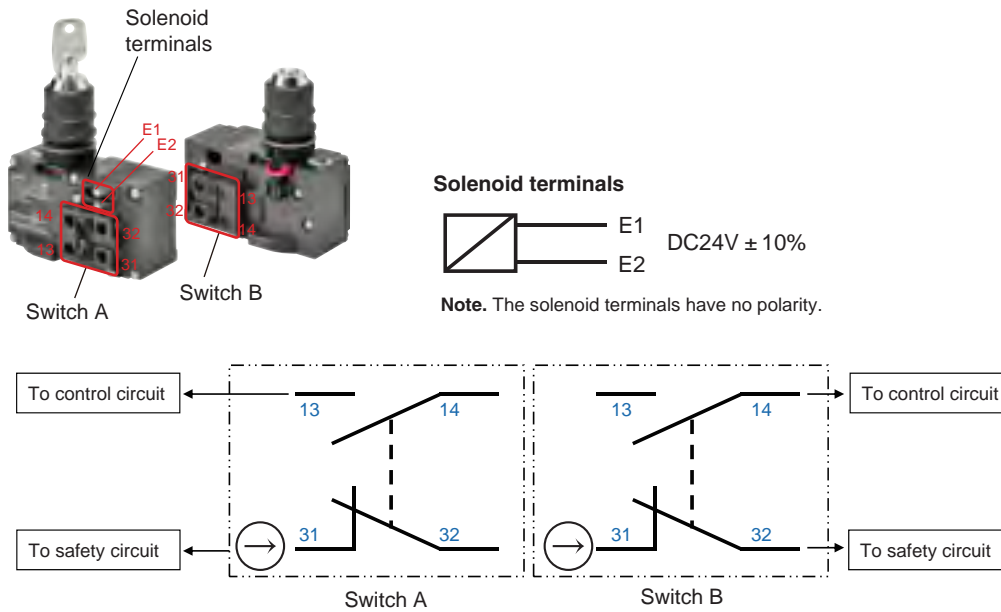 Solenoid
terminals
E1
E2
14
32
13
31
Switch A
31
32
13
14
Switch B
Solenoid terminals
E1
E2
DC24V ± 10%
Note. The solenoid terminals have no polarity.
To control circuit
13
14
13
14
To control circuit
To safety circuit
31
32
31
32
To safety circuit
Switch A
Switch B